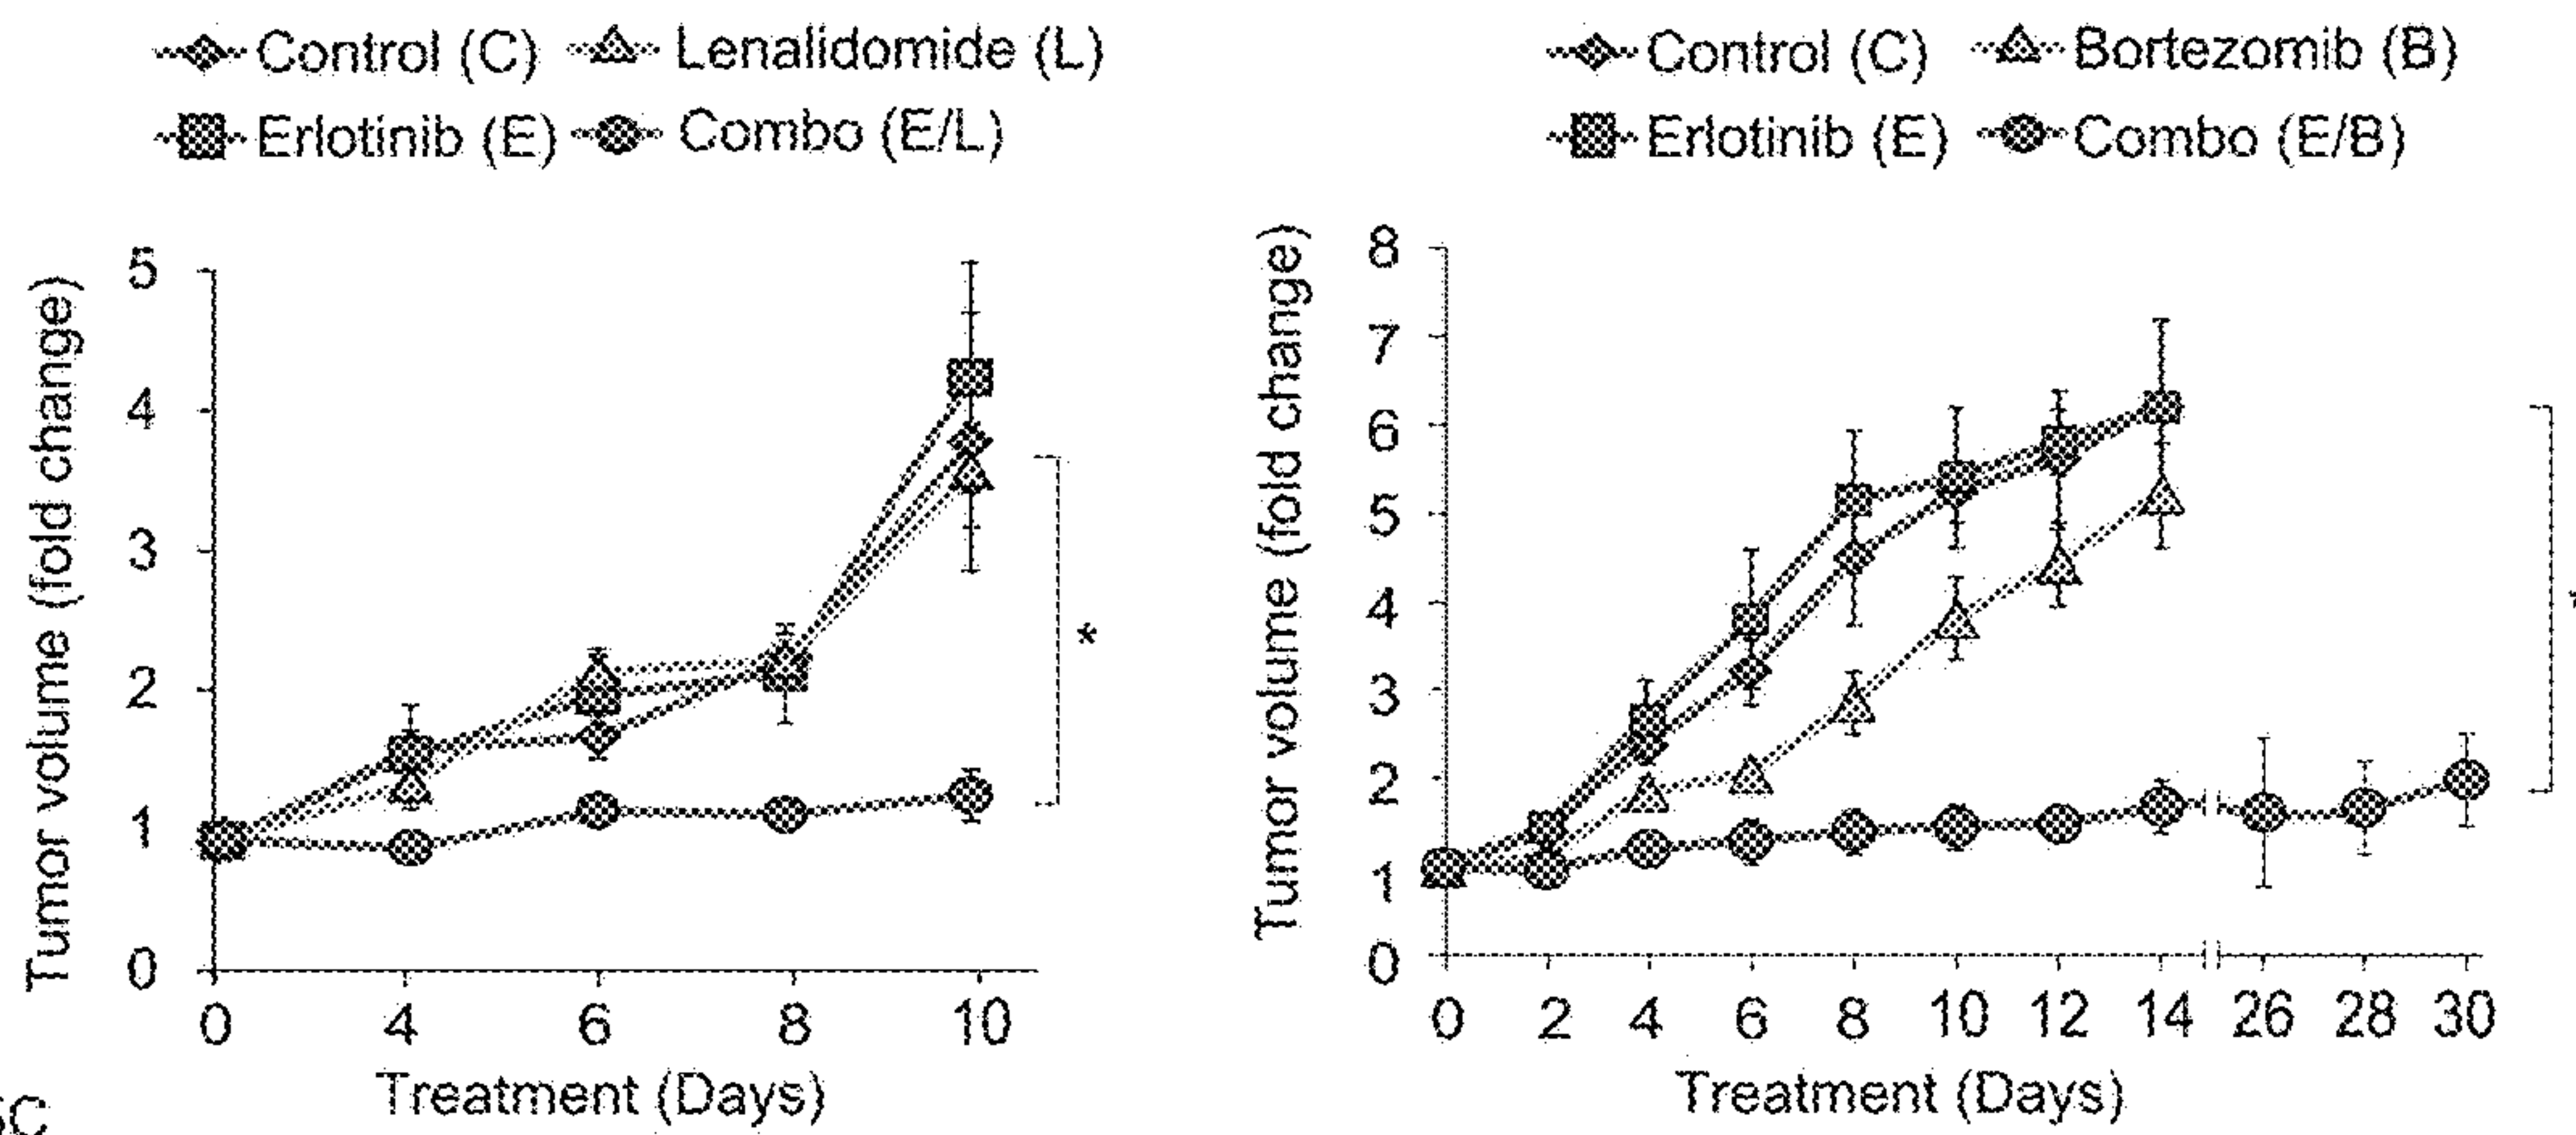 Control (C) Lenalidomide (L)
Erlotinib (E) Combo (E/L)
Tumor volume (fold change)
5
4
3
2
1
0
*
0 4 6 8 10
Treatment (Days)
Control (C) Bortezomib (B)
Erlotinib (E) Combo (E/B)
Tumor volume (fold change)
8
7
6
5
4
3
2
1
0
0 2 4 6 8 10 12 14 26 28 30
Treatment (Days)